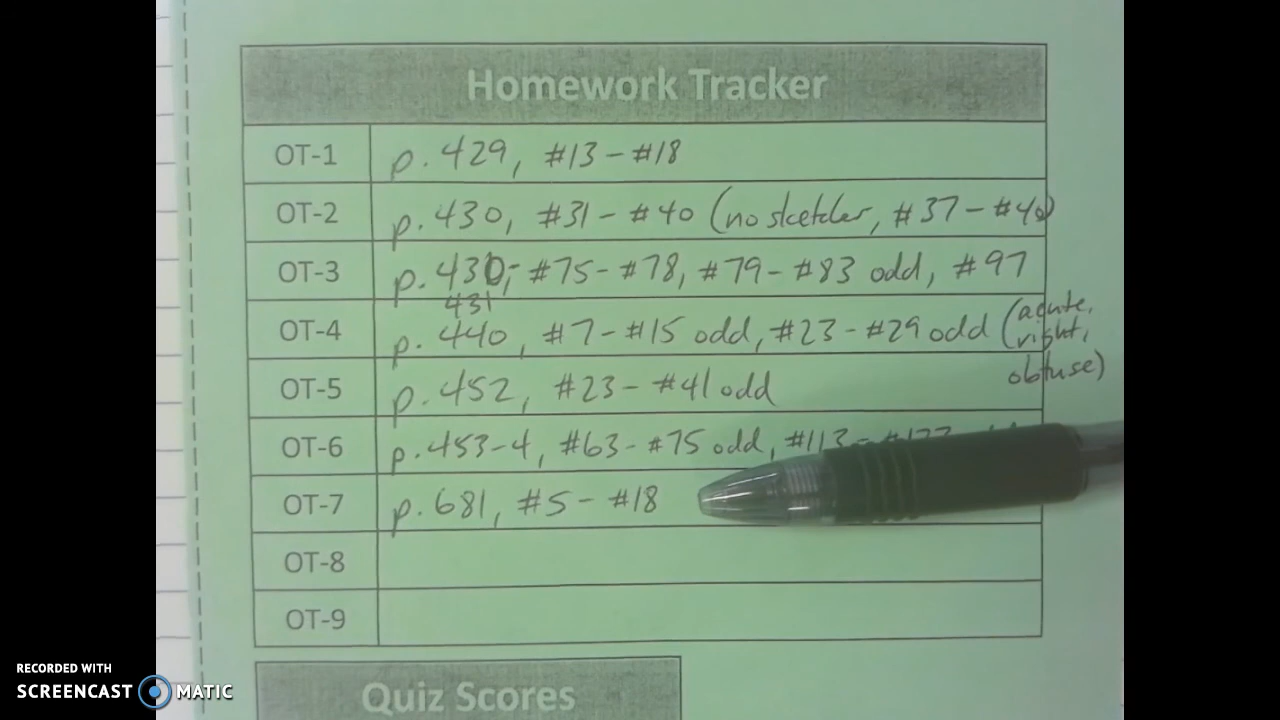 Homework Tracker
OT-1 p. 429, #13 - #18
OT-2 p. 430, #31 - #40 (no sketches, #37 - #40)
OT-3 p. 430, #75 - #78, #79 - #83 odd, #97
431
OT-4 p. 440, #7 - #15 odd, #23 - #29 odd (acute,
right,
obtuse)
OT-5 p. 452, #23 - #41 odd
OT-6 p. 453-4, #63 - #75 odd, #113 -
OT-7 p. 681, #5 - #18
OT-8
OT-9
Quiz Scores
RECORDED WITH
SCREENCAST MATIC